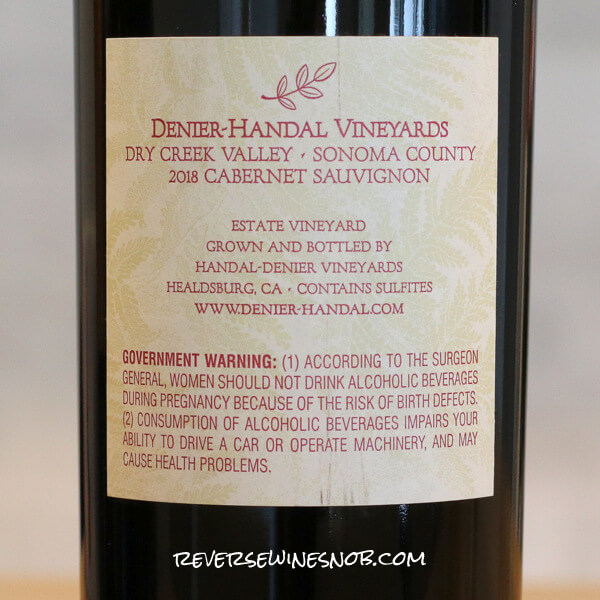 DENIER-HANDAL VINEYARDS
DRY CREEK VALLEY · SONOMA COUNTY
2018 CABERNET SAUVIGNON
ESTATE VINEYARD
GROWN AND BOTTLED BY
HANDAL-DENIER VINEYARDS
HEALDSBURG, CA · CONTAINS SULFITES
WWW.DENIER-HANDAL.COM
GOVERNMENT WARNING: (1) ACCORDING TO THE SURGEON
GENERAL, WOMEN SHOULD NOT DRINK ALCOHOLIC BEVERAGES
DURING PREGNANCY BECAUSE OF THE RISK OF BIRTH DEFECTS.
(2) CONSUMPTION OF ALCOHOLIC BEVERAGES IMPAIRS YOUR
ABILITY TO DRIVE A CAR OR OPERATE MACHINERY, AND MAY
CAUSE HEALTH PROBLEMS.
REVERSEWINESNOB.COM